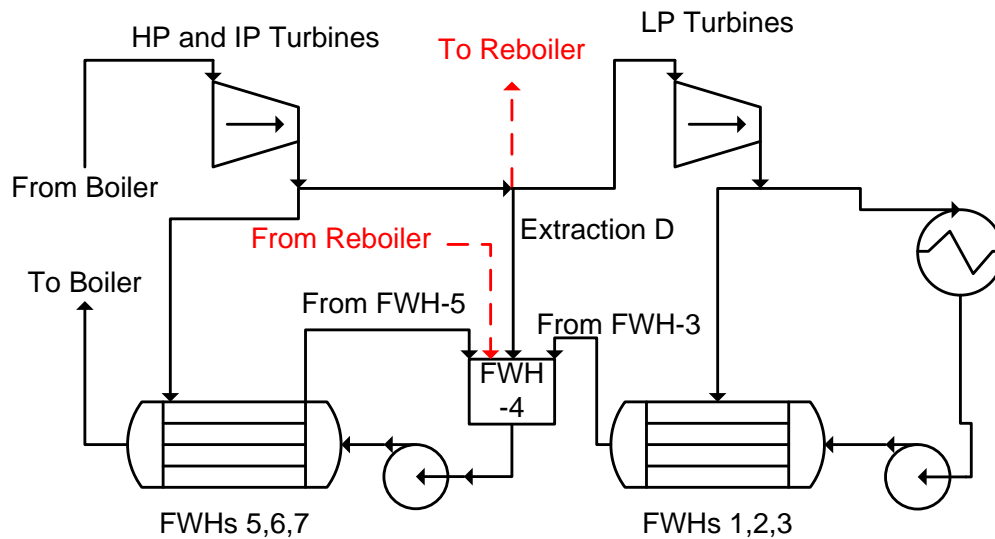 HP and IP Turbines
To Reboiler
LP Turbines
From Boiler
Extraction D
From Reboiler
To Boiler
From FWH-5
From FWH-3
FWH
-4
FWHs 5,6,7
FWHs 1,2,3